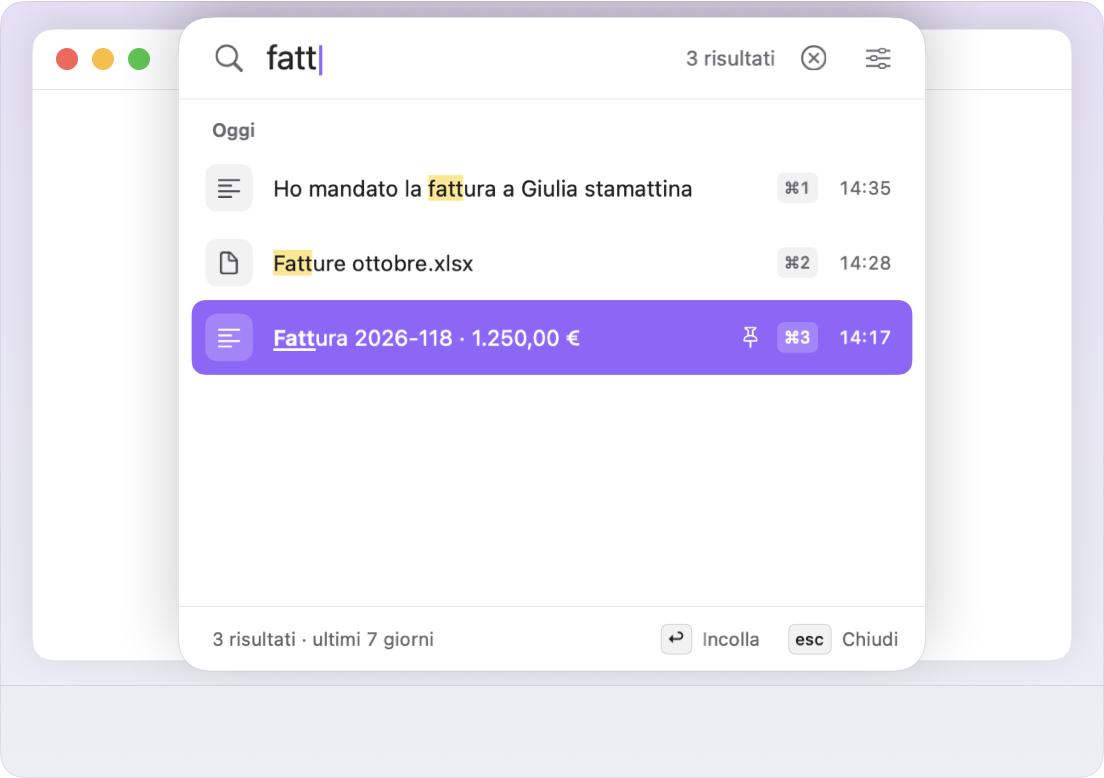 fatt 3 risultati
Oggi
Ho mandato la fattura a Giulia stamattina ⌘1 14:35
Fatture ottobre.xlsx ⌘2 14:28
Fattura 2026-118 · 1.250,00 € ⌘3 14:17
3 risultati · ultimi 7 giorni ↩ Incolla esc Chiudi